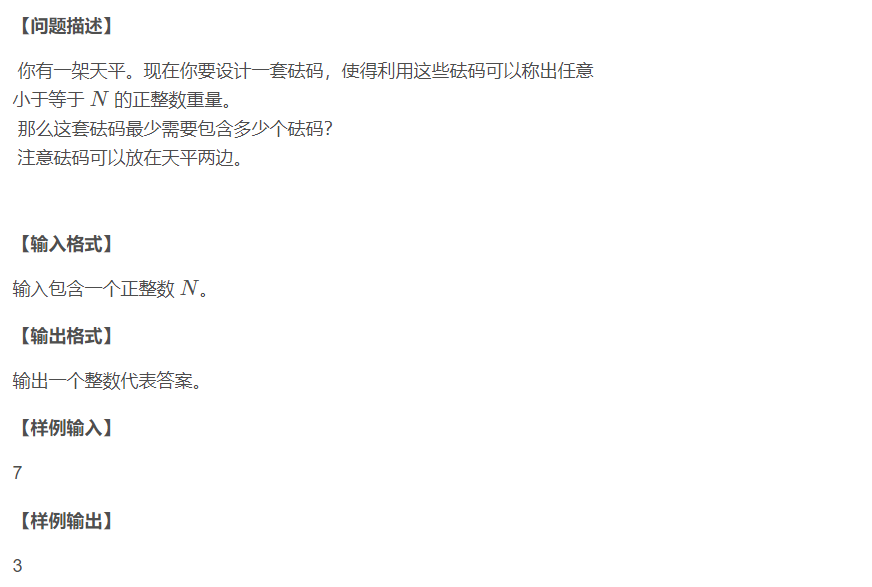 【问题描述】
你有一架天平。现在你要设计一套砝码，使得利用这些砝码可以称出任意
小于等于 N 的正整数重量。
那么这套砝码最少需要包含多少个砝码？
注意砝码可以放在天平两边。
【输入格式】
输入包含一个正整数 N。
【输出格式】
输出一个整数代表答案。
【样例输入】
7
【样例输出】
3